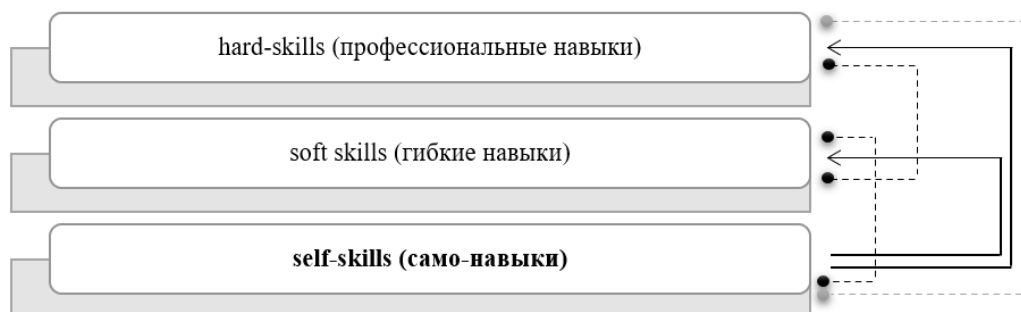 hard-skills (профессиональные навыки)
soft skills (гибкие навыки)
self-skills (само-навыки)